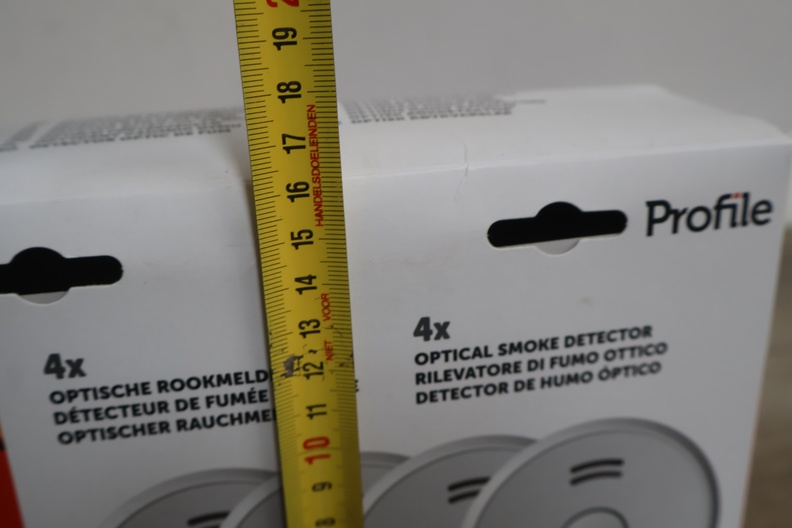 19
18
17
16
15
14
13
12
11
10
9
HANDELSDOELEINDEN
VOOR
NIET
Profile
4x
OPTISCHE ROOKMELD
DÉTECTEUR DE FUMÉE
OPTISCHER RAUCHME
4x
OPTICAL SMOKE DETECTOR
RILEVATORE DI FUMO OTTICO
DETECTOR DE HUMO ÓPTICO